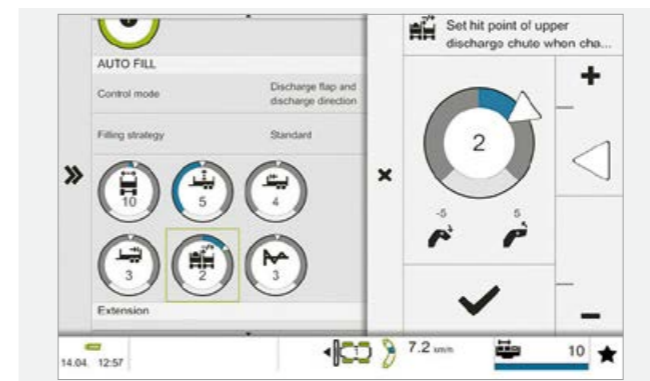 AUTO FILL
Control mode
Discharge flap and
discharge direction
Filling strategy
Standard
10
5
4
3
2
3
Extension
Set hit point of upper
discharge chute when cha...
2
-5
5
14.04. 12:57
1
7.2 km/h
10